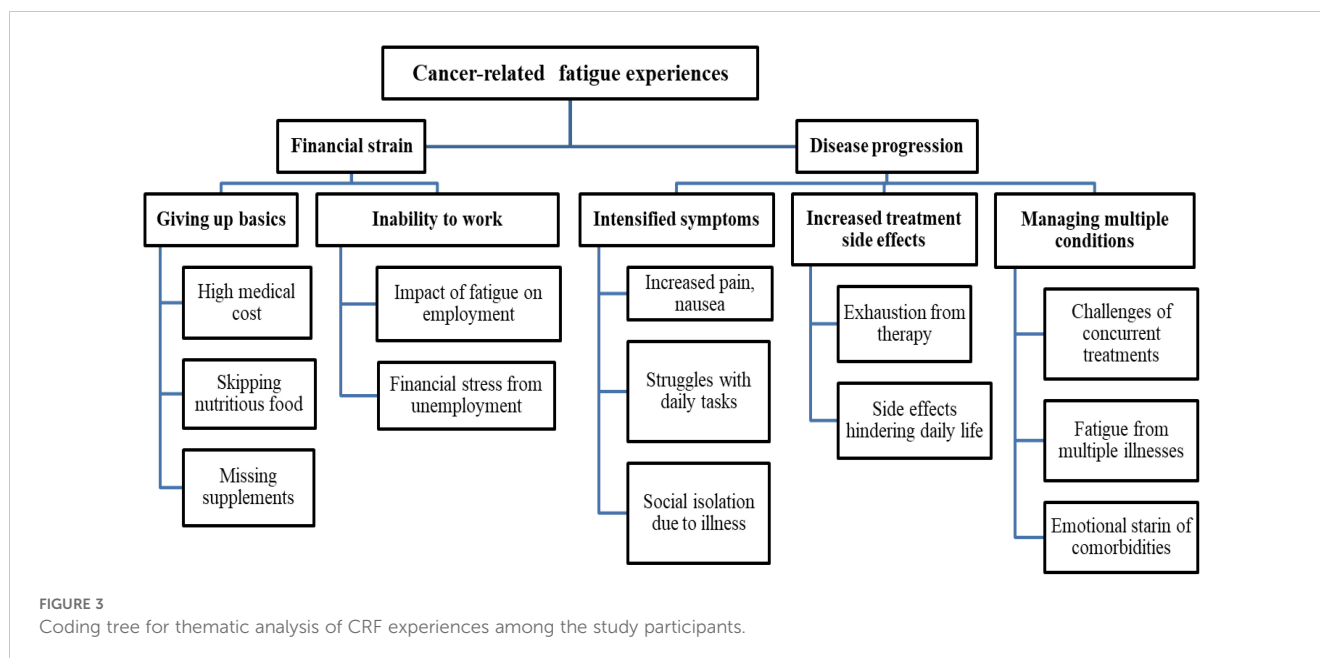 Cancer-related fatigue experiences
Financial strain
Disease progression
Giving up basics
Inability to work
Intensified symptoms
Increased treatment
side effects
Managing multiple
conditions
High medical
cost
Skipping
nutritious food
Missing
supplements
Impact of fatigue on
employment
Financial stress from
unemployment
Increased pain,
nausea
Struggles with
daily tasks
Social isolation
due to illness
Exhaustion from
therapy
Side effects
hindering daily life
Challenges of
concurrent
treatments
Fatigue from
multiple illnesses
Emotional starin of
comorbidities
FIGURE 3
Coding tree for thematic analysis of CRF experiences among the study participants.